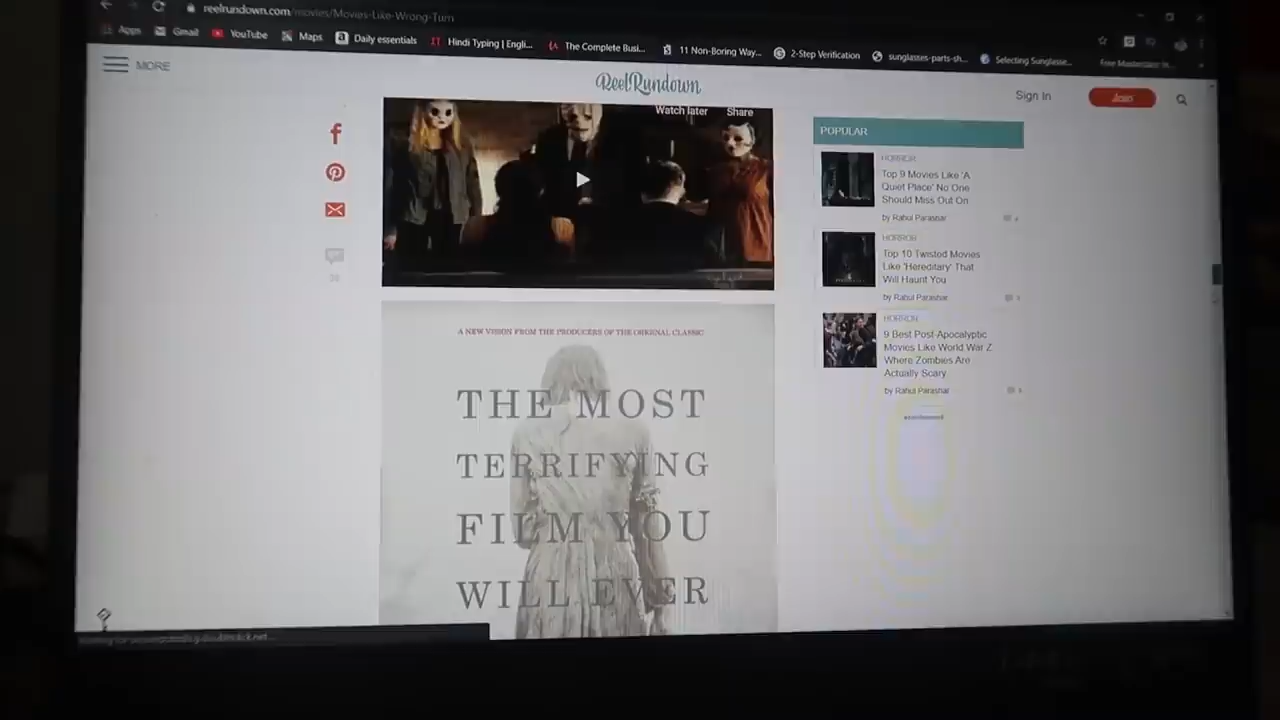 reelrundown.com/movies/Movies-Like-Wrong-Turn
Apps Gmail YouTube Maps Daily essentials Hindi Typing | Engli... The Complete Busi... 11 Non-Boring Way... 2-Step Verification sunglasses-parts-sh... Selecting Sunglasse... Free Masterclass in...
MORE
ReelRundown
Sign In
Join
Watch later Share
POPULAR
HORROR
Top 9 Movies Like 'A
Quiet Place' No One
Should Miss Out On
by Rahul Parashar
HORROR
Top 10 Twisted Movies
Like 'Hereditary' That
Will Haunt You
by Rahul Parashar
HORROR
9 Best Post-Apocalyptic
Movies Like World War Z
Where Zombies Are
Actually Scary
by Rahul Parashar
advertisement
A NEW VISION FROM THE PRODUCERS OF THE ORIGINAL CLASSIC
THE MOST
TERRIFYING
FILM YOU
WILL EVER